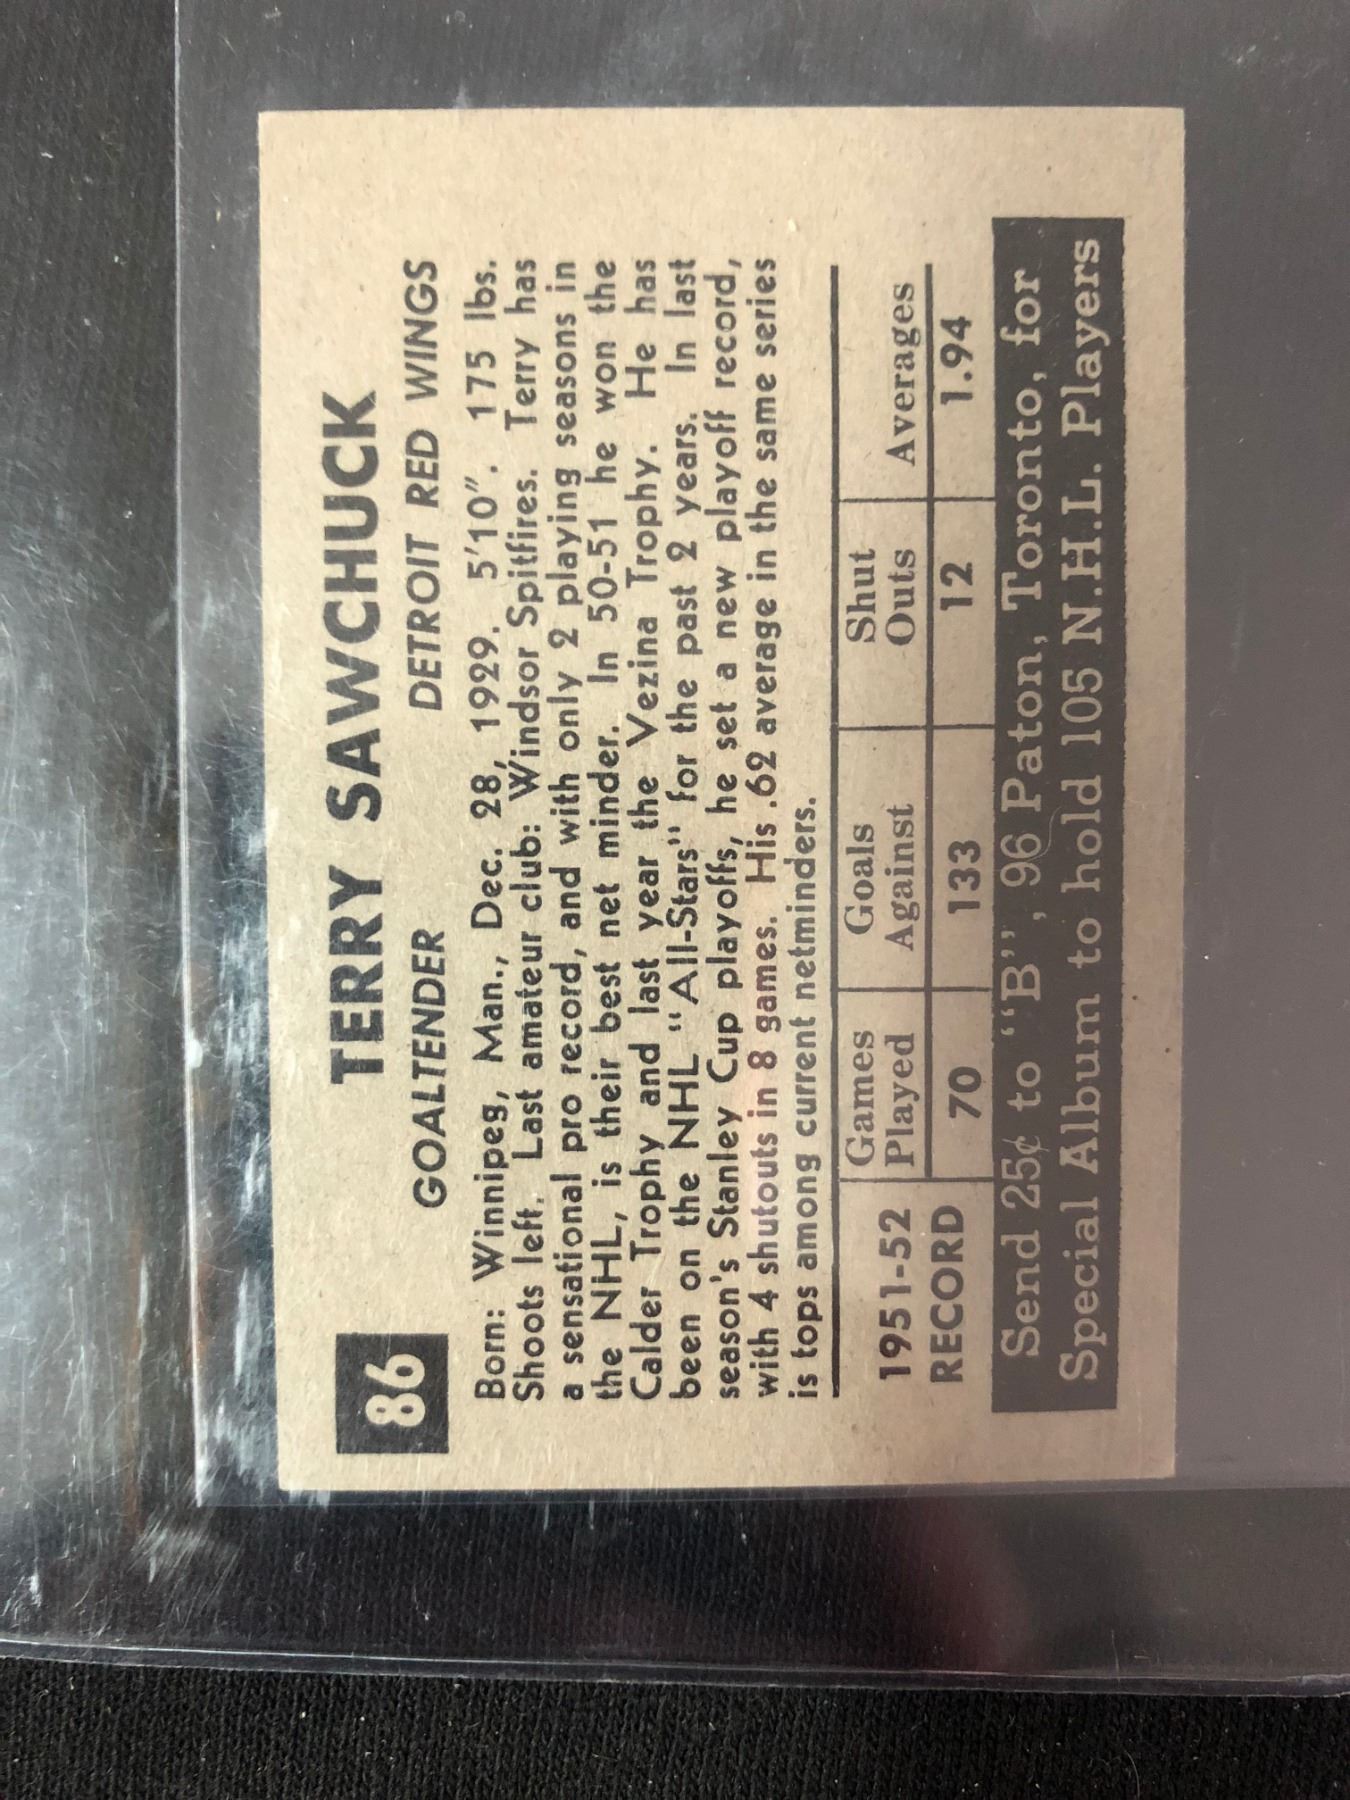 86
TERRY SAWCHUCK
GOALTENDER DETROIT RED WINGS
Born: Winnipeg, Man., Dec. 28, 1929. 5'10". 175 lbs.
Shoots left. Last amateur club: Windsor Spitfires. Terry has
a sensational pro record, and with only 2 playing seasons in
the NHL, is their best net minder. In 50-51 he won the
Calder Trophy and last year the Vezina Trophy. He has
been on the NHL "All-Stars" for the past 2 years. In last
season's Stanley Cup playoffs, he set a new playoff record,
with 4 shutouts in 8 games. His .62 average in the same series
is tops among current netminders.
1951-52 RECORD
Games Played Goals Against Shut Outs Averages
70 133 12 1.94
Send 25¢ to "B", 96 Paton, Toronto, for
Special Album to hold 105 N.H.L. Players